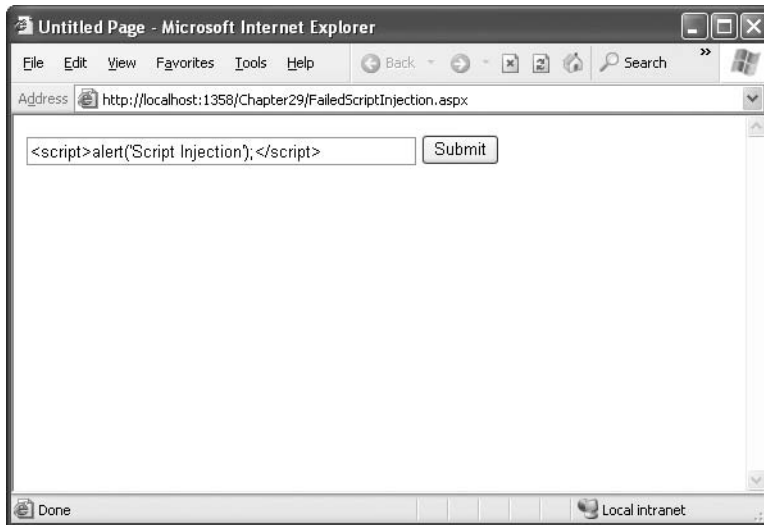 Untitled Page - Microsoft Internet Explorer
File Edit View Favorites Tools Help Back Search »
Address http://localhost:1358/Chapter29/FailedScriptInjection.aspx
<script>alert('Script Injection');</script> Submit
Done Local intranet